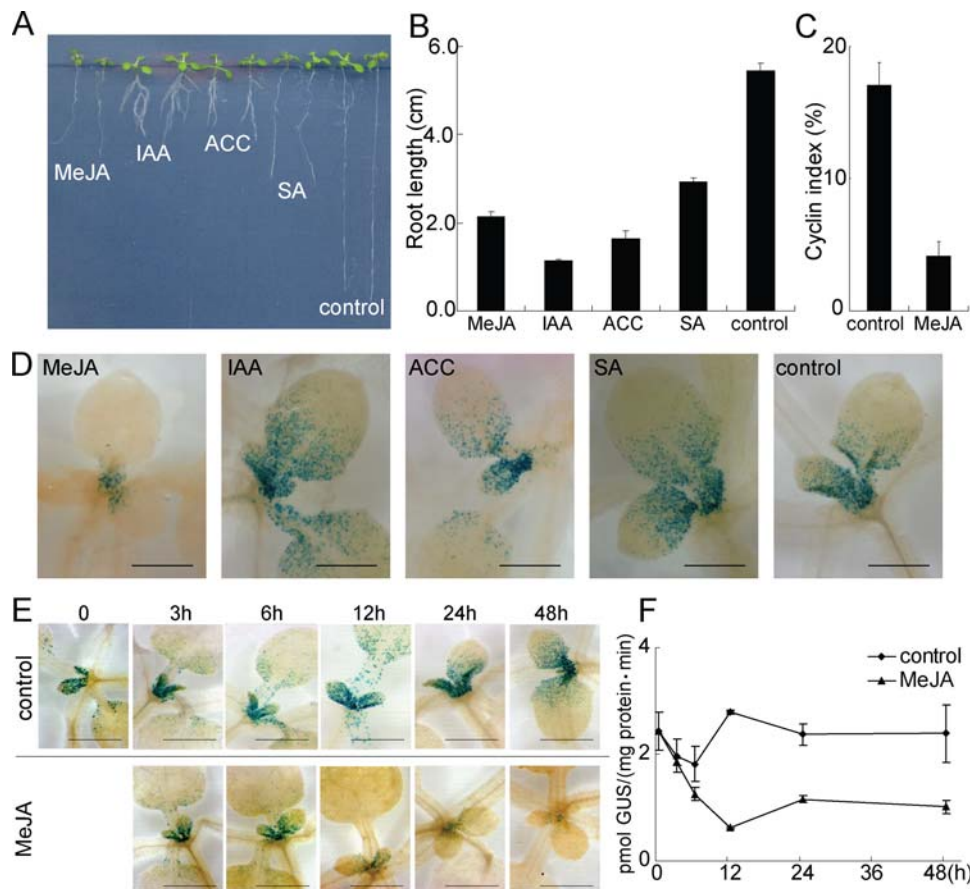 A
MeJA
IAA
ACC
SA
control
B
Root length (cm)
6.0
4.0
2.0
0.0
MeJA IAA ACC SA control
C
Cyclin index (%)
20
10
0
control MeJA
D
MeJA IAA ACC SA control
E
0 3h 6h 12h 24h 48h
control
MeJA
F
pmol GUS/(mg protein・min)
4
2
0
control
MeJA
0 12 24 36 48(h)